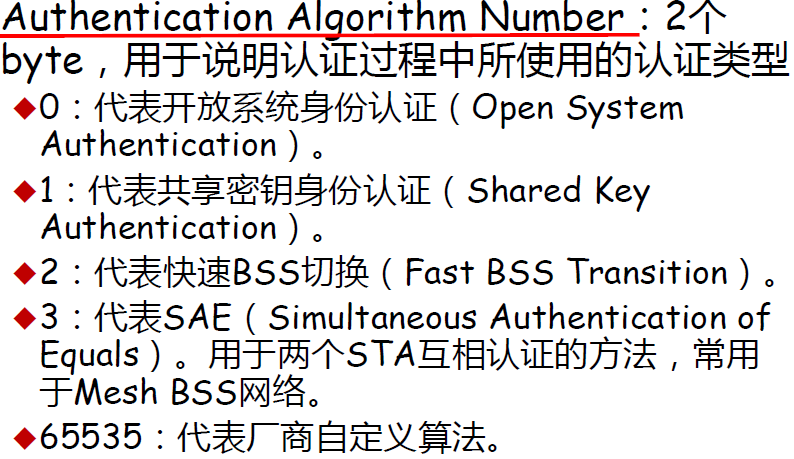 Authentication Algorithm Number：2个
byte，用于说明认证过程中所使用的认证类型
◆0：代表开放系统身份认证（Open System
Authentication）。
◆1：代表共享密钥身份认证（Shared Key
Authentication）。
◆2：代表快速BSS切换（Fast BSS Transition）。
◆3：代表SAE（Simultaneous Authentication of
Equals）。用于两个STA互相认证的方法，常用
于Mesh BSS网络。
◆65535：代表厂商自定义算法。